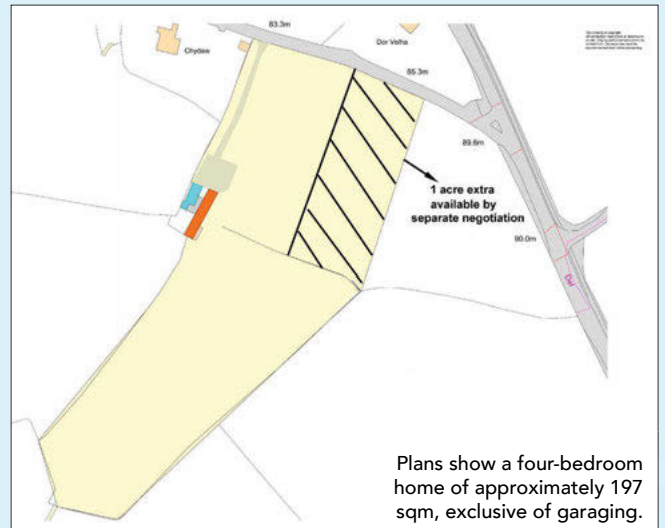 83.3m
Chydaw
Dor Velha
85.3m
89.6m
1 acre extra
available by
separate negotiation
90.0m
Def
Plans show a four-bedroom
home of approximately 197
sqm, exclusive of garaging.